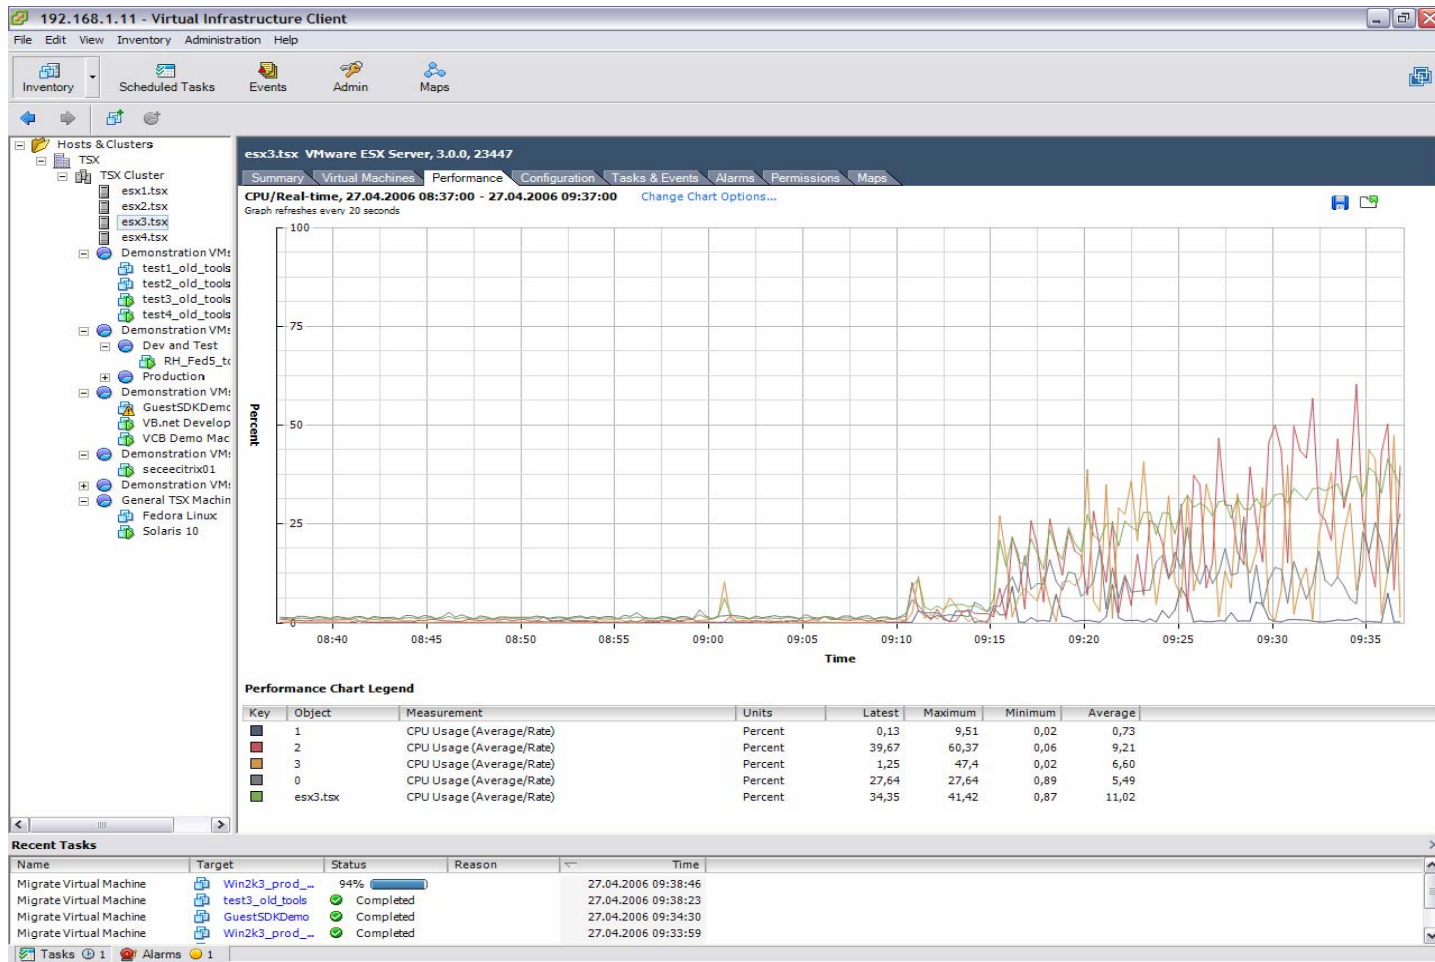 192.168.1.11 - Virtual Infrastructure Client
File Edit View Inventory Administration Help
Inventory Scheduled Tasks Events Admin Maps
Hosts & Clusters
TSX
TSX Cluster
esx1.tsx
esx2.tsx
esx3.tsx
esx4.tsx
Demonstration VMs
test1_old_tools
test2_old_tools
test3_old_tools
test4_old_tools
Demonstration VMs
Dev and Test
RH_Fed5_to
Production
Demonstration VMs
GuestSDKDemo
VB.net Develop
VCB Demo Mac
Demonstration VMs
seceecitrix01
Demonstration VMs
General TSX Machin
Fedora Linux
Solaris 10
esx3.tsx VMware ESX Server, 3.0.0, 23447
Summary Virtual Machines Performance Configuration Tasks & Events Alarms Permissions Maps
CPU/Real-time, 27.04.2006 08:37:00 - 27.04.2006 09:37:00 Change Chart Options...
Graph refreshes every 20 seconds
100
75
50
25
0
Percent
08:40 08:45 08:50 08:55 09:00 09:05 09:10 09:15 09:20 09:25 09:30 09:35
Time
Performance Chart Legend
Key Object Measurement Units Latest Maximum Minimum Average
1 CPU Usage (Average/Rate) Percent 0,13 9,51 0,02 0,73
2 CPU Usage (Average/Rate) Percent 39,67 60,37 0,06 9,21
3 CPU Usage (Average/Rate) Percent 1,25 47,4 0,02 6,60
0 CPU Usage (Average/Rate) Percent 27,64 27,64 0,89 5,49
esx3.tsx CPU Usage (Average/Rate) Percent 34,35 41,42 0,87 11,02
Recent Tasks
Name Target Status Reason Time
Migrate Virtual Machine Win2k3_prod_... 94% 27.04.2006 09:38:46
Migrate Virtual Machine test3_old_tools Completed 27.04.2006 09:38:23
Migrate Virtual Machine GuestSDKDemo Completed 27.04.2006 09:34:30
Migrate Virtual Machine Win2k3_prod_... Completed 27.04.2006 09:33:59
Tasks 1 Alarms 1